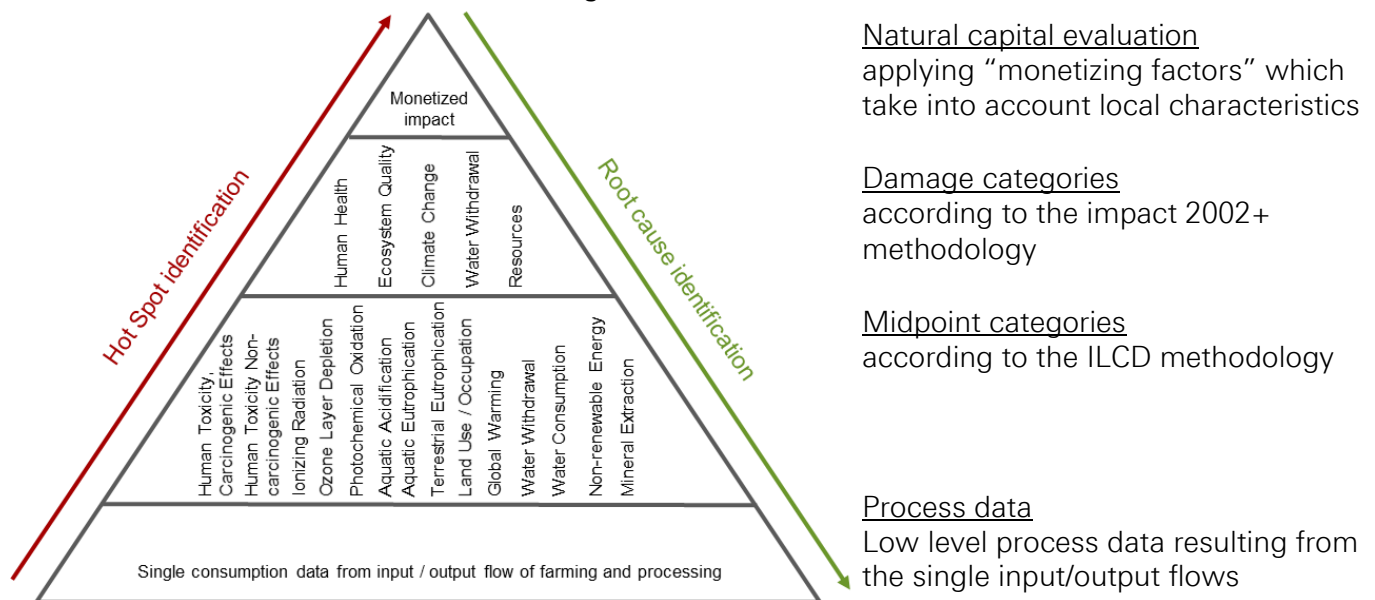 Hot Spot identification
Root cause identification
Monetized
impact
Human Health
Ecosystem Quality
Climate Change
Water Withdrawal
Resources
Human Toxicity,
Carcinogenic Effects
Human Toxicity Non-
carcinogenic Effects
Ionizing Radiation
Ozone Layer Depletion
Photochemical Oxidation
Aquatic Acidification
Aquatic Eutrophication
Terrestrial Eutrophication
Land Use / Occupation
Global Warming
Water Withdrawal
Water Consumption
Non-renewable Energy
Mineral Extraction
Single consumption data from input / output flow of farming and processing
Natural capital evaluation
applying “monetizing factors” which
take into account local characteristics
Damage categories
according to the impact 2002+
methodology
Midpoint categories
according to the ILCD methodology
Process data
Low level process data resulting from
the single input/output flows